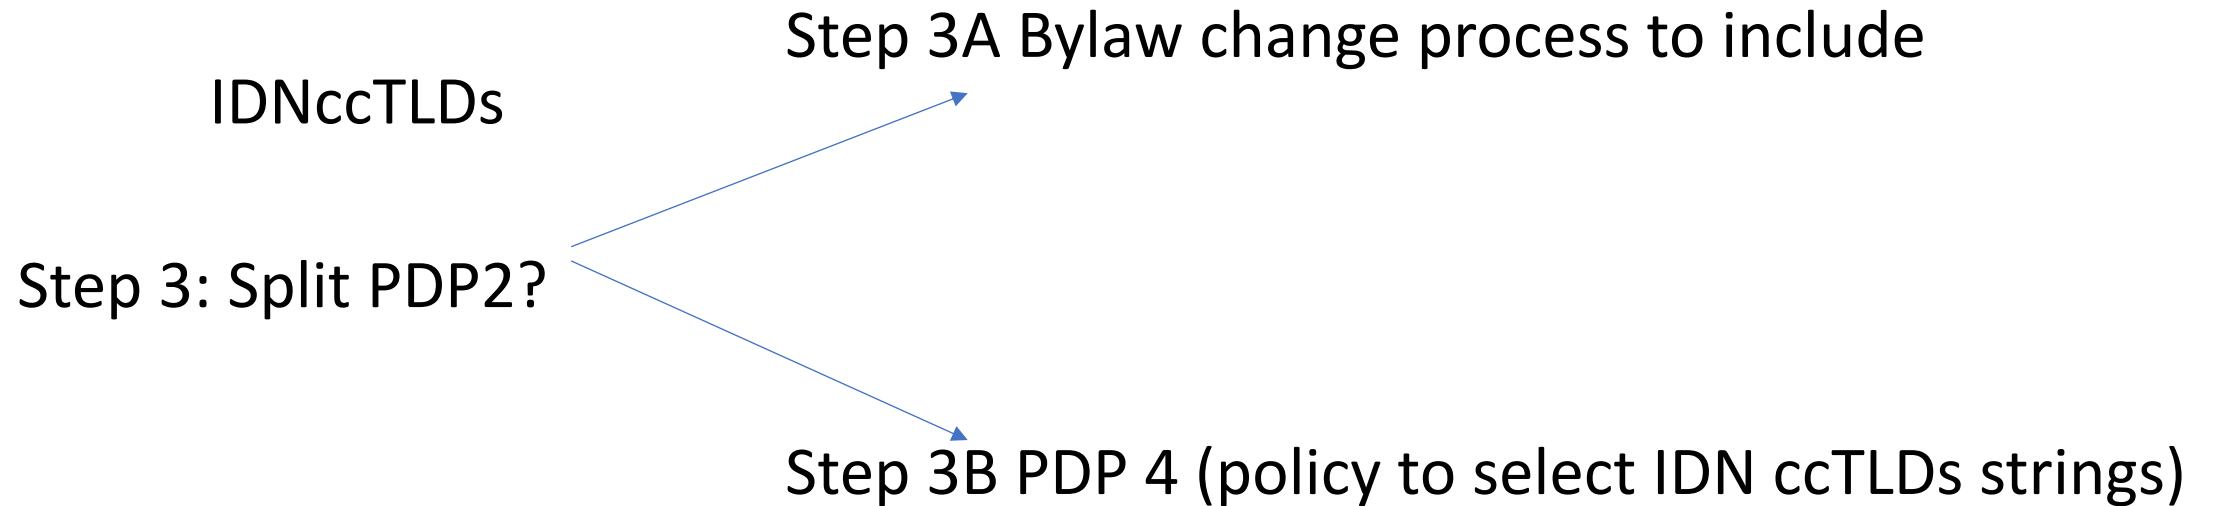 Step 3A Bylaw change process to include
IDNccTLDs
Step 3: Split PDP2?
Step 3B PDP 4 (policy to select IDN ccTLDs strings)